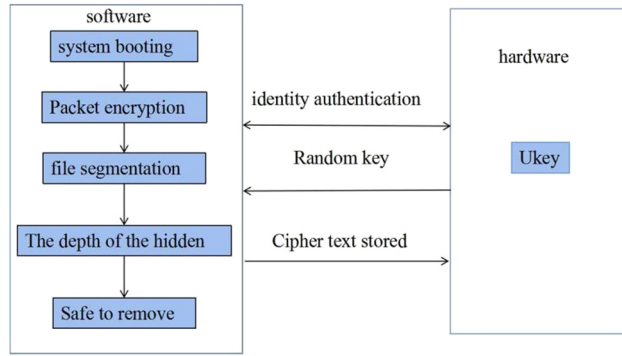 software
system booting
Packet encryption
file segmentation
The depth of the hidden
Safe to remove
identity authentication
Random key
Cipher text stored
hardware
Ukey